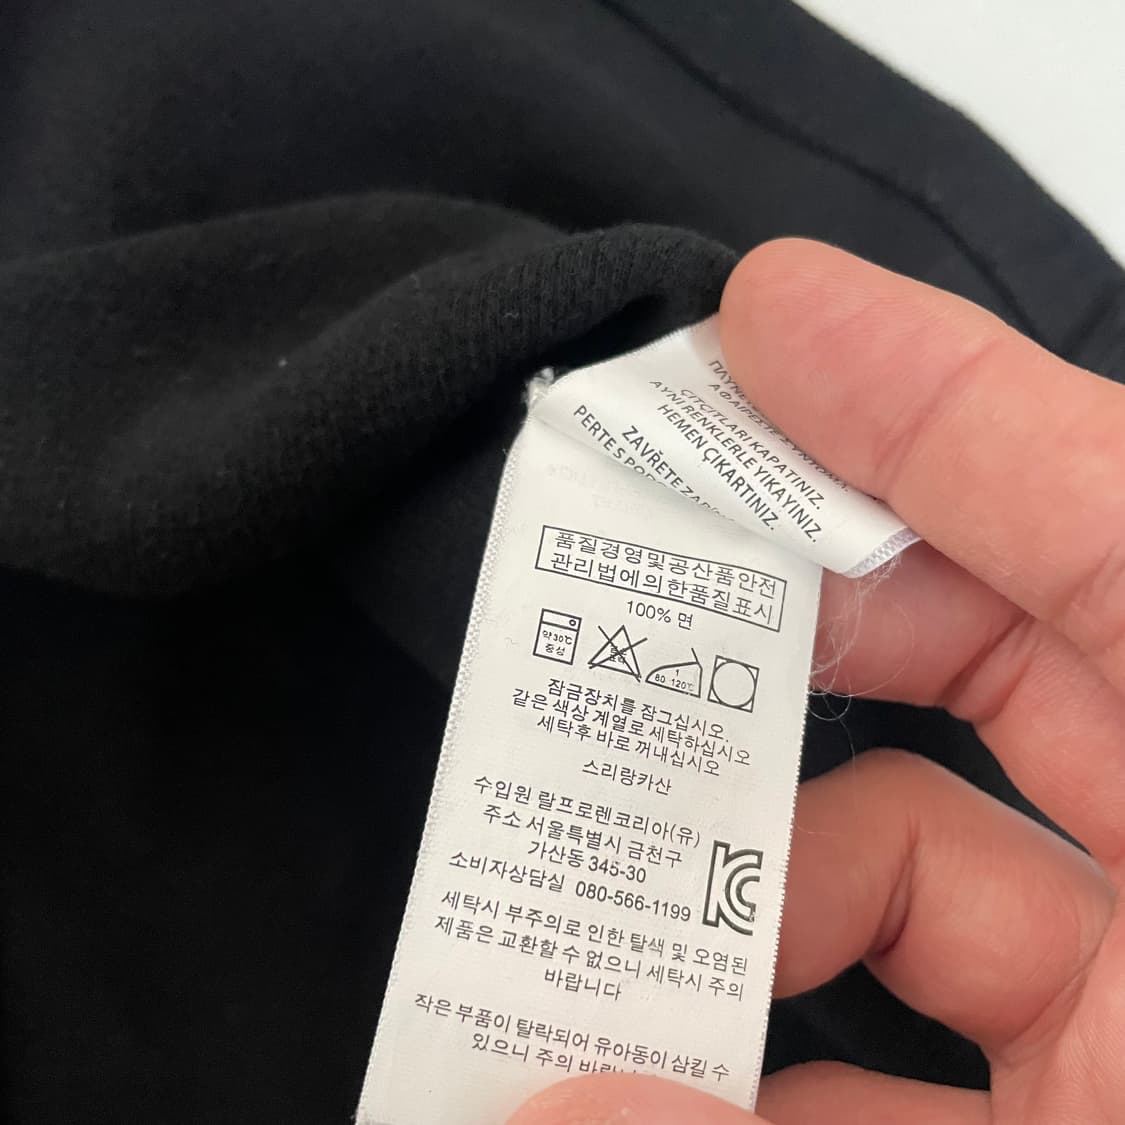 ΑΦΑΙΡΕΣΤΕ ΣΥΝΤΟΜΑ.
ÇITÇITLARI KAPATINIZ.
AYNI RENKLERLE YIKAYINIZ.
HEMEN ÇIKARTINIZ.
ZAVŘETE
PERTE S POD
품질경영및공산품안전
관리법에의한품질표시
100% 면
약30℃
중성
1
80 120℃
잠금장치를 잠그십시오.
같은 색상 계열로 세탁하십시오
세탁후 바로 꺼내십시오
스리랑카산
수입원 랄프로렌코리아(유)
주소 서울특별시 금천구
가산동 345-30
소비자상담실 080-566-1199
세탁시 부주의로 인한 탈색 및 오염된
제품은 교환할 수 없으니 세탁시 주의
바랍니다
작은 부품이 탈락되어 유아동이 삼킬 수
있으니 주의